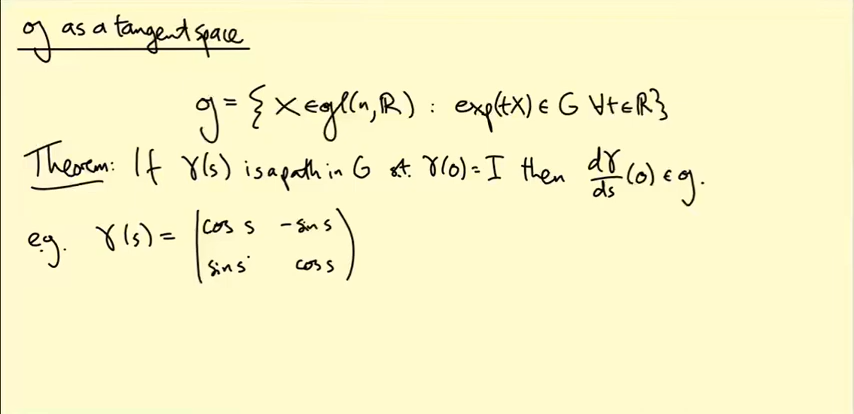 𝔤 as a tangent space
𝔤 = { X ∈ 𝔤𝔩(n, ℝ) : exp(tX) ∈ G ∀t ∈ ℝ}
Theorem: If γ(s) is a path in G s.t. γ(0) = I then dγ/ds (0) ∈ 𝔤.
e.g. γ(s) = (cos s -sin s
sin s cos s)